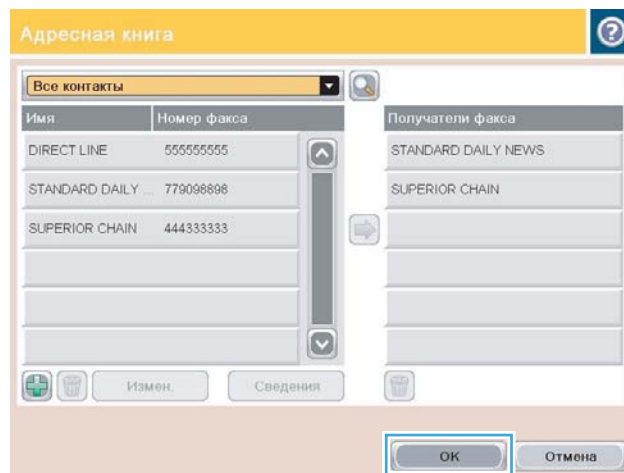 Адресная книга
Все контакты
Имя Номер факса Получатели факса
DIRECT LINE 555555555 STANDARD DAILY NEWS
STANDARD DAILY ... 779098898 SUPERIOR CHAIN
SUPERIOR CHAIN 444333333
Измен. Сведения
OK Отмена